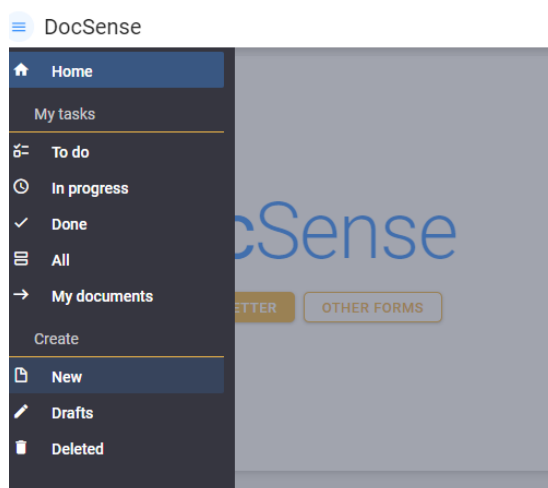 DocSense
Home
My tasks
To do
In progress
Done
All
My documents
Create
New
Drafts
Deleted
cSense
ETTER
OTHER FORMS